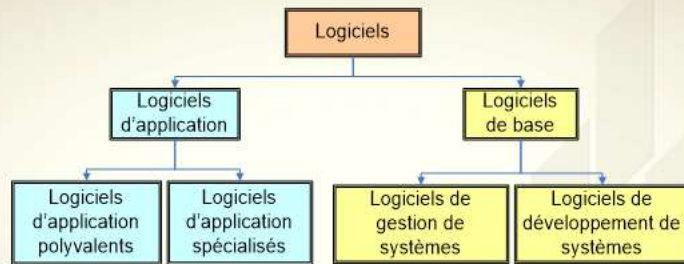 Logiciels
Logiciels
d'application
Logiciels
de base
Logiciels
d'application
polyvalents
Logiciels
d'application
spécialisés
Logiciels de
gestion de
systèmes
Logiciels de
développement de
systèmes